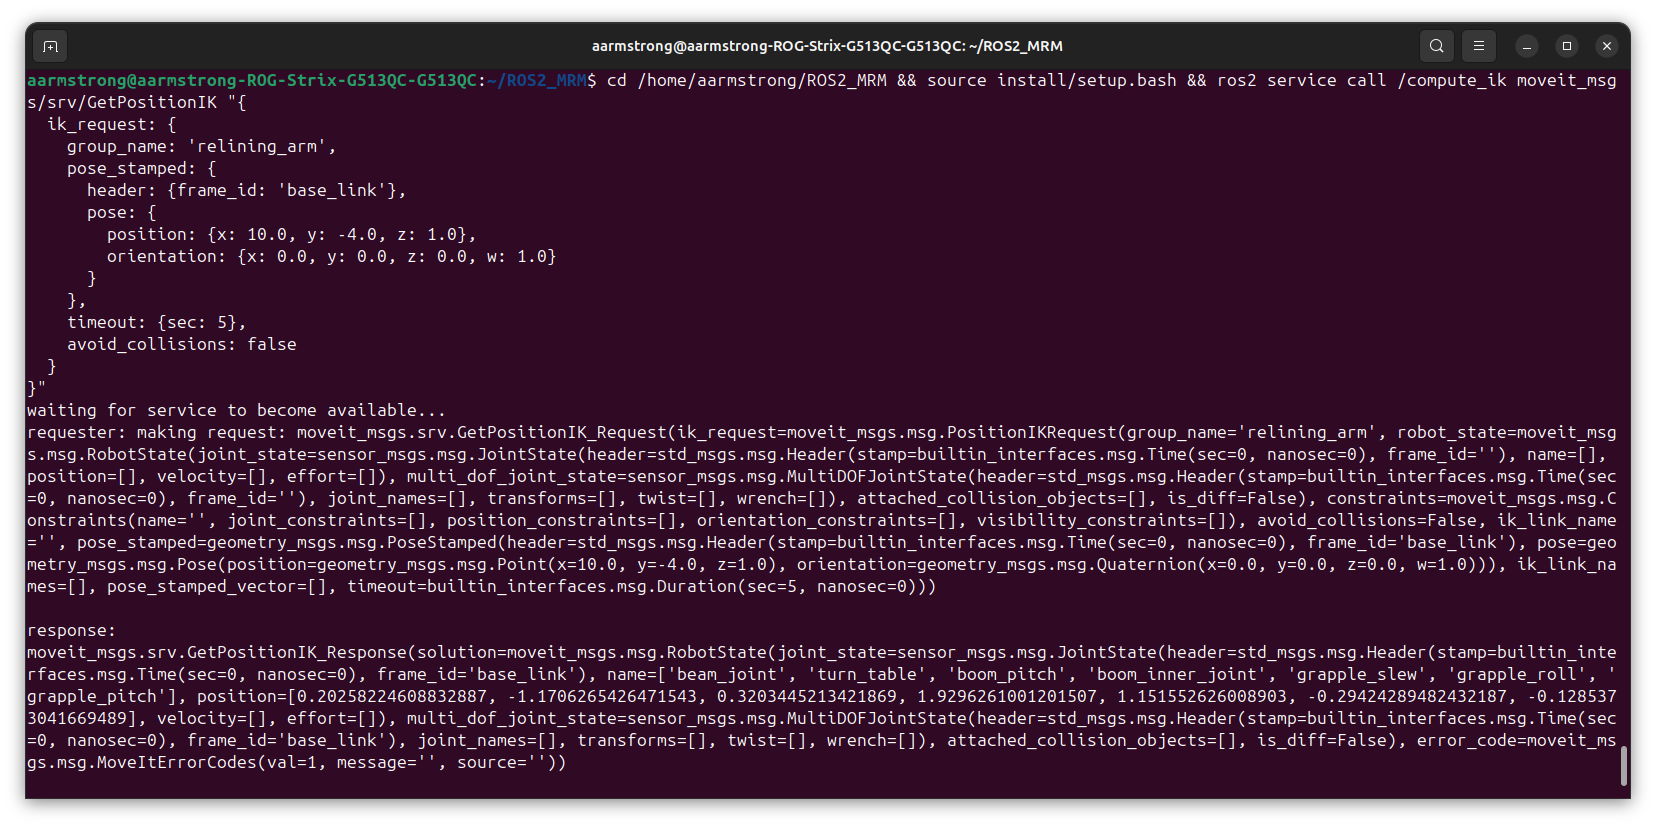 aarmstrong@aarmstrong-ROG-Strix-G513QC-G513QC: ~/ROS2_MRM
aarmstrong@aarmstrong-ROG-Strix-G513QC-G513QC:~/ROS2_MRM$ cd /home/aarmstrong/ROS2_MRM && source install/setup.bash && ros2 service call /compute_ik moveit_msg
s/srv/GetPositionIK "{
  ik_request: {
    group_name: 'relining_arm',
    pose_stamped: {
      header: {frame_id: 'base_link'},
      pose: {
        position: {x: 10.0, y: -4.0, z: 1.0},
        orientation: {x: 0.0, y: 0.0, z: 0.0, w: 1.0}
      }
    },
    timeout: {sec: 5},
    avoid_collisions: false
  }
}"
waiting for service to become available...
requester: making request: moveit_msgs.srv.GetPositionIK_Request(ik_request=moveit_msgs.msg.PositionIKRequest(group_name='relining_arm', robot_state=moveit_msg
s.msg.RobotState(joint_state=sensor_msgs.msg.JointState(header=std_msgs.msg.Header(stamp=builtin_interfaces.msg.Time(sec=0, nanosec=0), frame_id=''), name=[],
position=[], velocity=[], effort=[]), multi_dof_joint_state=sensor_msgs.msg.MultiDOFJointState(header=std_msgs.msg.Header(stamp=builtin_interfaces.msg.Time(sec
=0, nanosec=0), frame_id=''), joint_names=[], transforms=[], twist=[], wrench=[]), attached_collision_objects=[], is_diff=False), constraints=moveit_msgs.msg.C
onstraints(name='', joint_constraints=[], position_constraints=[], orientation_constraints=[], visibility_constraints=[]), avoid_collisions=False, ik_link_name
='', pose_stamped=geometry_msgs.msg.PoseStamped(header=std_msgs.msg.Header(stamp=builtin_interfaces.msg.Time(sec=0, nanosec=0), frame_id='base_link'), pose=geo
metry_msgs.msg.Pose(position=geometry_msgs.msg.Point(x=10.0, y=-4.0, z=1.0), orientation=geometry_msgs.msg.Quaternion(x=0.0, y=0.0, z=0.0, w=1.0))), ik_link_na
mes=[], pose_stamped_vector=[], timeout=builtin_interfaces.msg.Duration(sec=5, nanosec=0)))

response:
moveit_msgs.srv.GetPositionIK_Response(solution=moveit_msgs.msg.RobotState(joint_state=sensor_msgs.msg.JointState(header=std_msgs.msg.Header(stamp=builtin_inte
rfaces.msg.Time(sec=0, nanosec=0), frame_id='base_link'), name=['beam_joint', 'turn_table', 'boom_pitch', 'boom_inner_joint', 'grapple_slew', 'grapple_roll', '
grapple_pitch'], position=[0.20258224608832887, -1.1706265426471543, 0.3203445213421869, 1.9296261001201507, 1.151552626008903, -0.29424289482432187, -0.128537
3041669489], velocity=[], effort=[]), multi_dof_joint_state=sensor_msgs.msg.MultiDOFJointState(header=std_msgs.msg.Header(stamp=builtin_interfaces.msg.Time(sec
=0, nanosec=0), frame_id='base_link'), joint_names=[], transforms=[], twist=[], wrench=[]), attached_collision_objects=[], is_diff=False), error_code=moveit_ms
gs.msg.MoveItErrorCodes(val=1, message='', source=''))